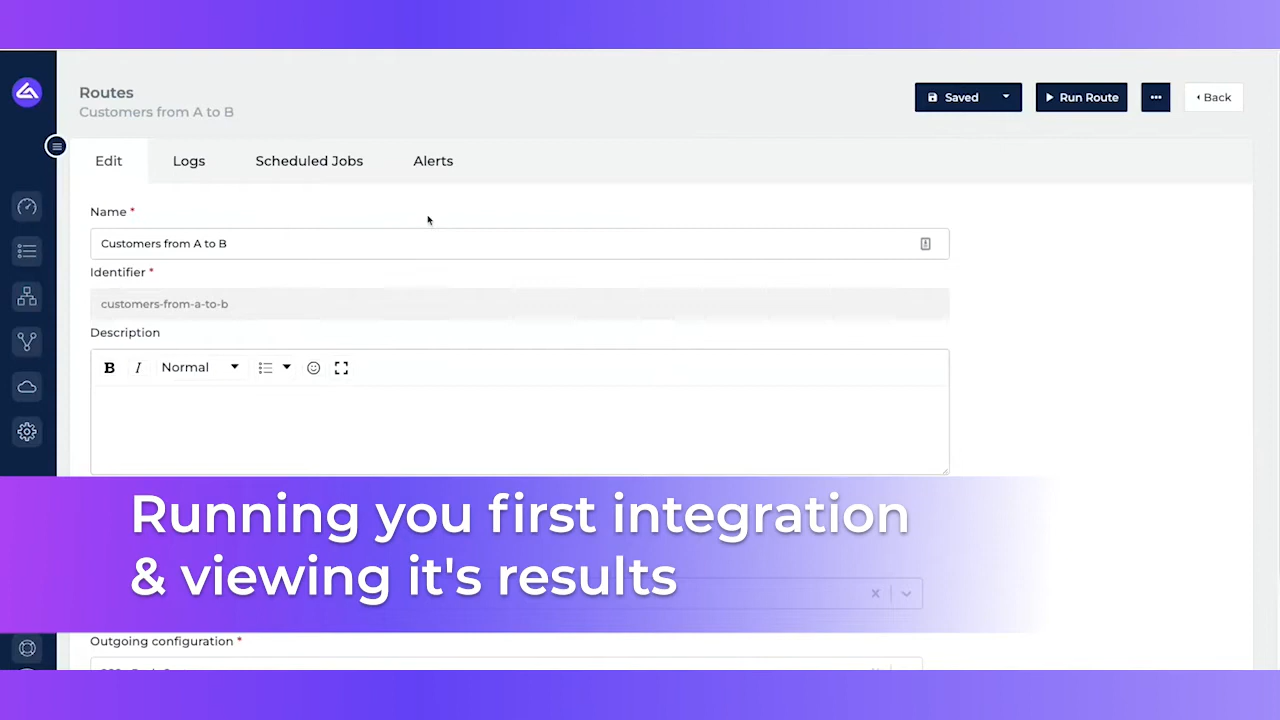 Routes
Customers from A to B
Saved
Run Route
Back
Edit
Logs
Scheduled Jobs
Alerts
Name *
Customers from A to B
Identifier *
customers-from-a-to-b
Description
B I Normal
Running you first integration
& viewing it's results
Outgoing configuration *